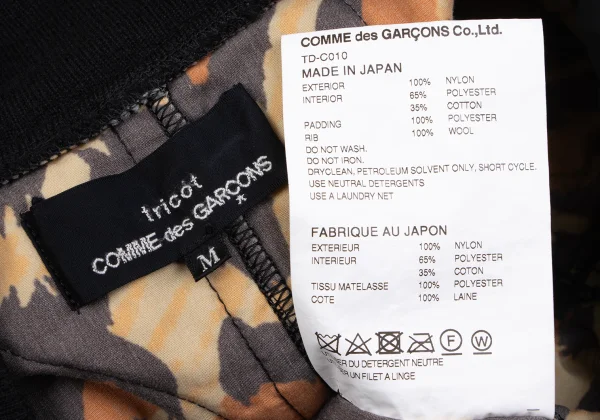 tricot
COMME des GARÇONS
M
COMME des GARÇONS Co.,Ltd.
TD-C010
MADE IN JAPAN
EXTERIOR 100% NYLON
INTERIOR 65% POLYESTER
35% COTTON
PADDING 100% POLYESTER
RIB 100% WOOL
DO NOT WASH.
DO NOT IRON.
DRYCLEAN, PETROLEUM SOLVENT ONLY, SHORT CYCLE.
USE NEUTRAL DETERGENTS
USE A LAUNDRY NET
FABRIQUE AU JAPON
EXTERIEUR 100% NYLON
INTERIEUR 65% POLYESTER
35% COTON
TISSU MATELASSE 100% POLYESTER
COTE 100% LAINE
F W
DU DETERGENT NEUTRE
UN FILET A LINGE